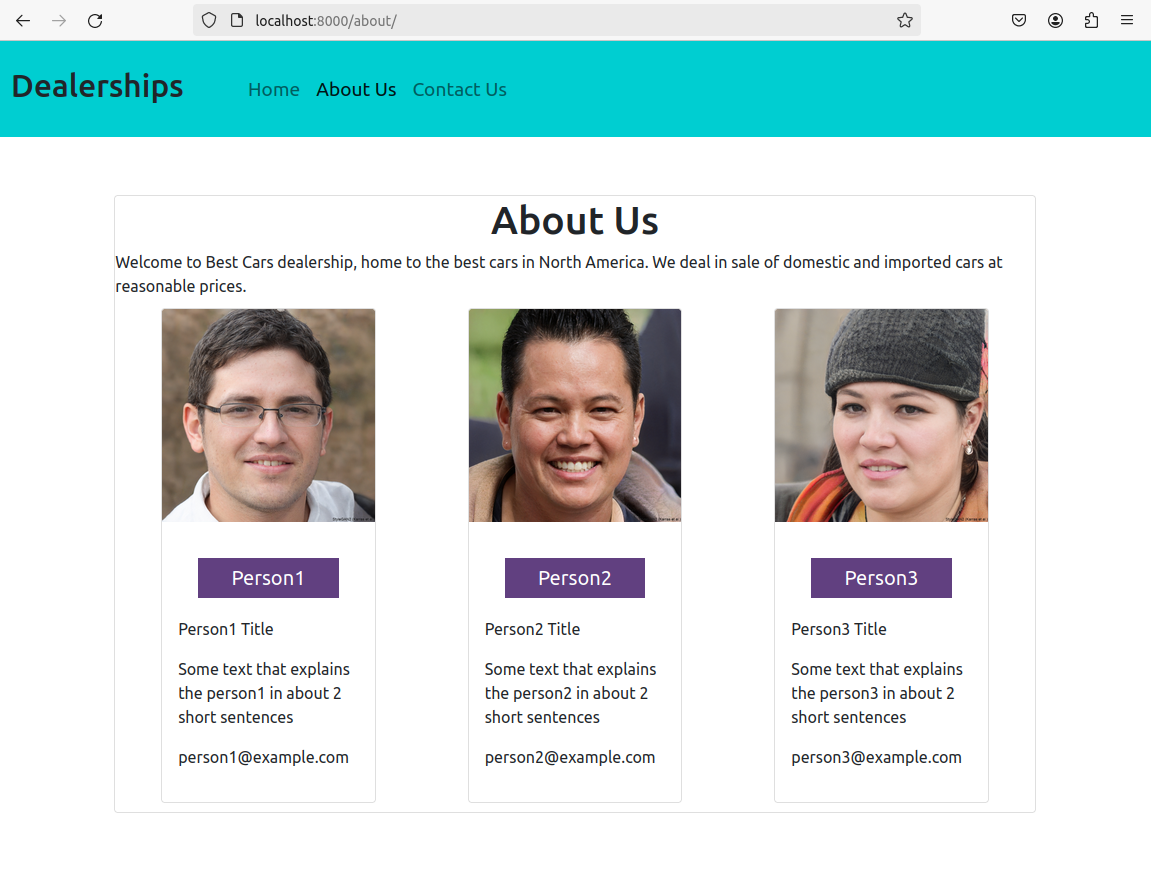 localhost:8000/about/
Dealerships
Home About Us Contact Us
About Us
Welcome to Best Cars dealership, home to the best cars in North America. We deal in sale of domestic and imported cars at
reasonable prices.
Person1
Person1 Title
Some text that explains
the person1 in about 2
short sentences
person1@example.com
Person2
Person2 Title
Some text that explains
the person2 in about 2
short sentences
person2@example.com
Person3
Person3 Title
Some text that explains
the person3 in about 2
short sentences
person3@example.com